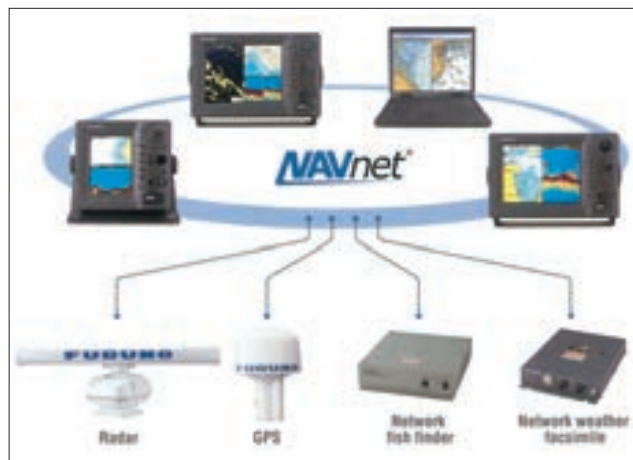 NAVnet®
FURUNO
FURUNO
Radar
GPS
Network
fish finder
Network weather
facsimile